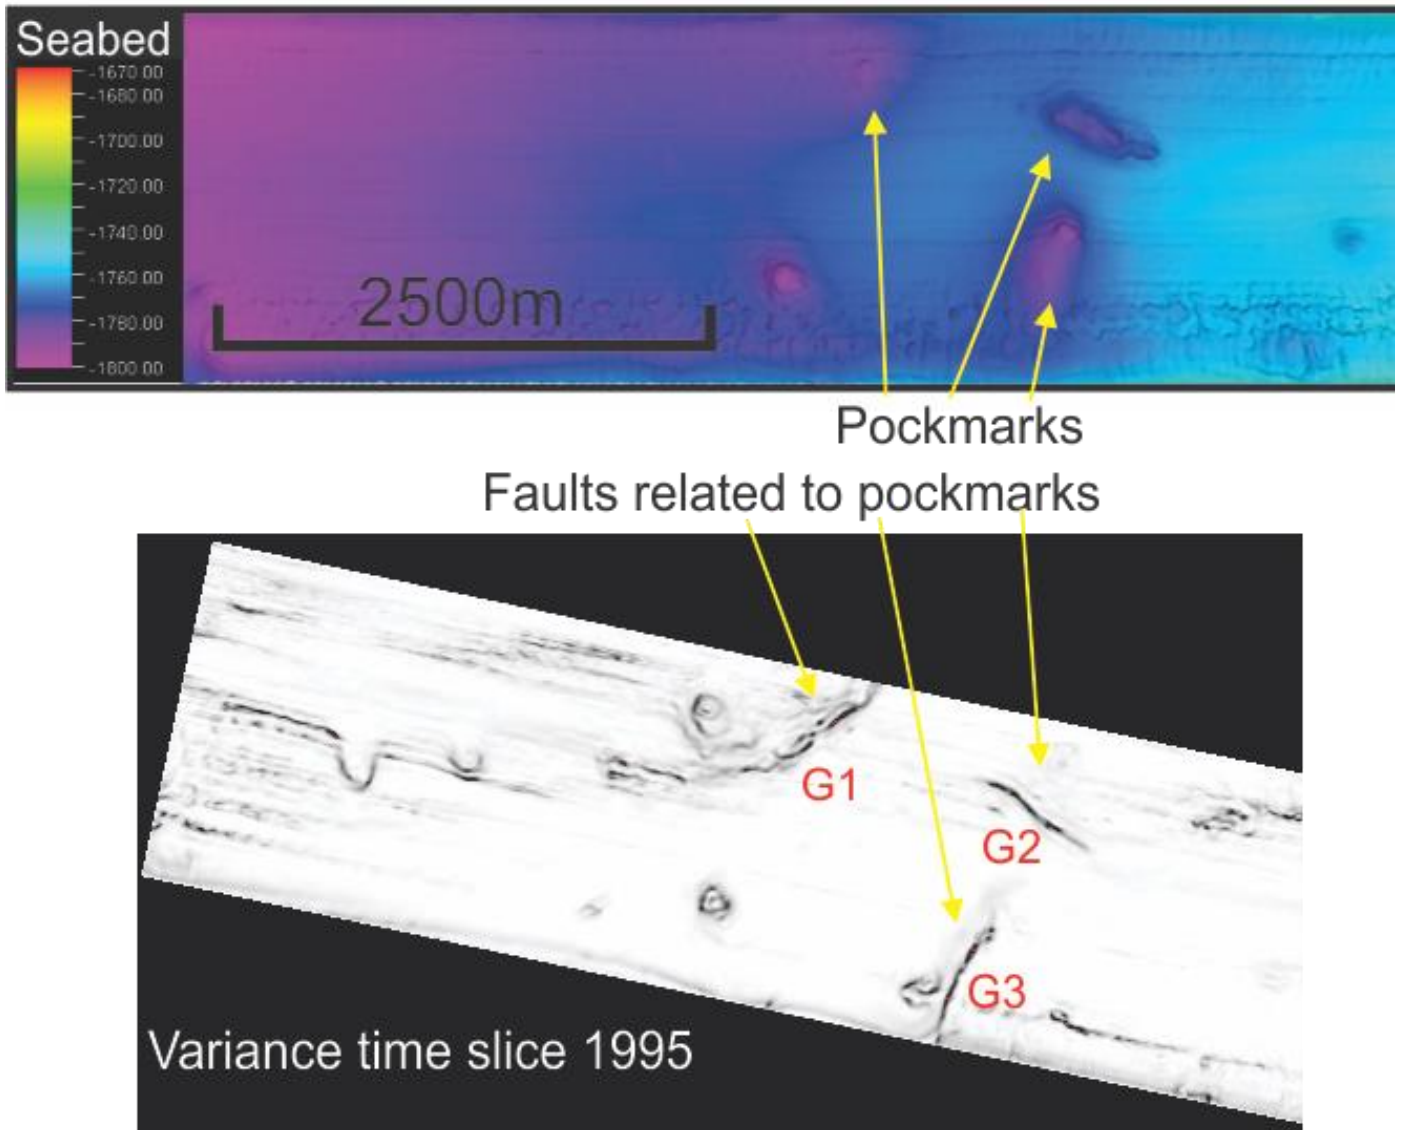 Seabed
-1670.00
-1680.00
-1700.00
-1720.00
-1740.00
-1760.00
-1780.00
-1800.00
2500m
Pockmarks
Faults related to pockmarks
G1
G2
G3
Variance time slice 1995